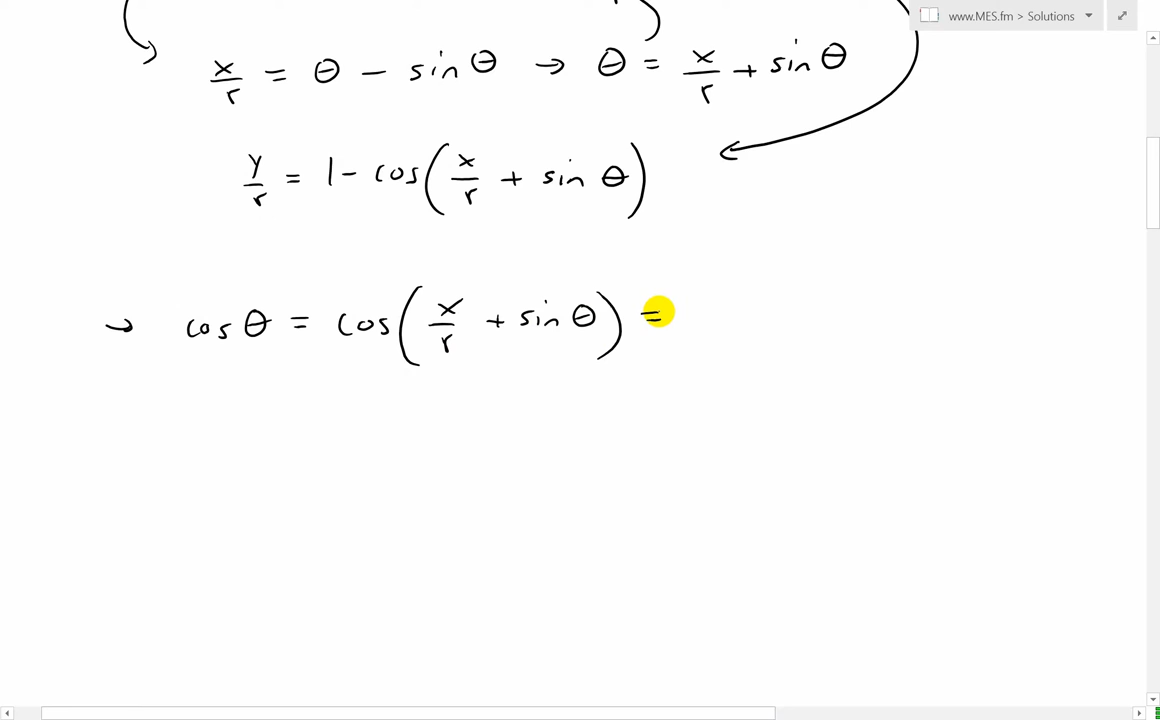 www.MES.fm > Solutions
x/r = θ − sin θ → θ = x/r + sin θ
y/r = 1 − cos(x/r + sin θ)
→ cos θ = cos(x/r + sin θ) =